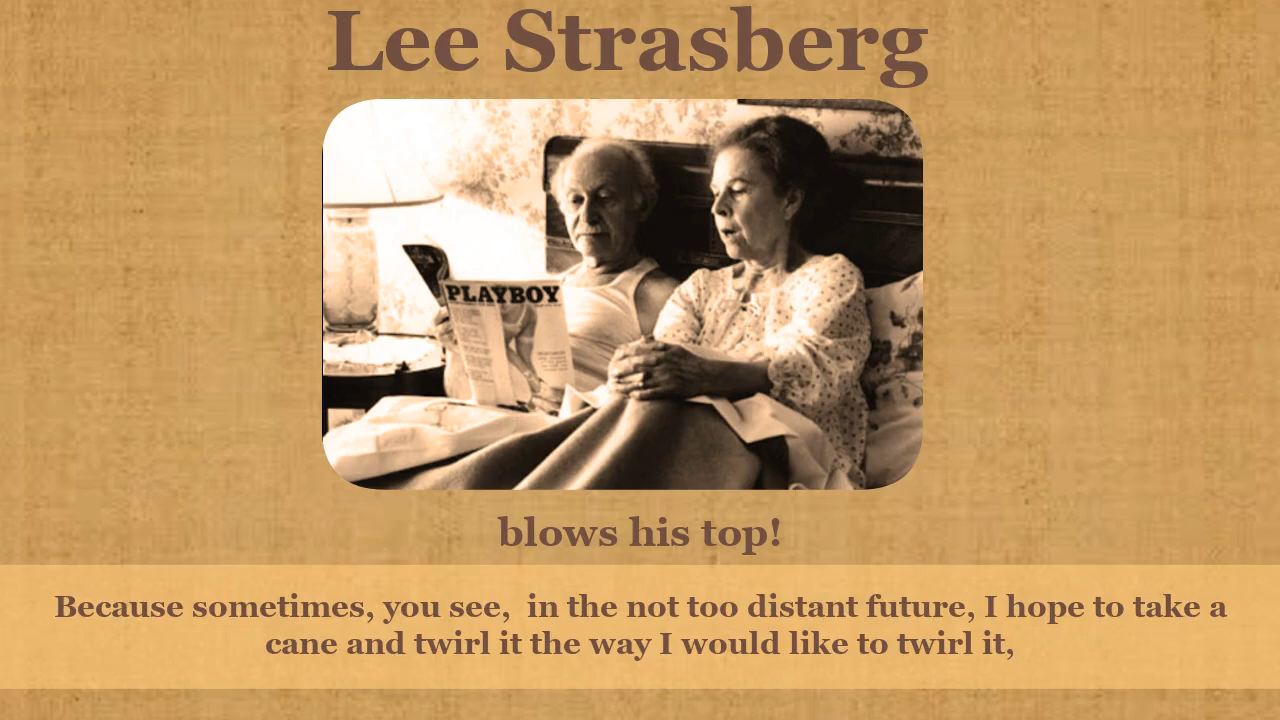 Lee Strasberg
PLAYBOY
blows his top!
Because sometimes, you see,  in the not too distant future, I hope to take a
cane and twirl it the way I would like to twirl it,